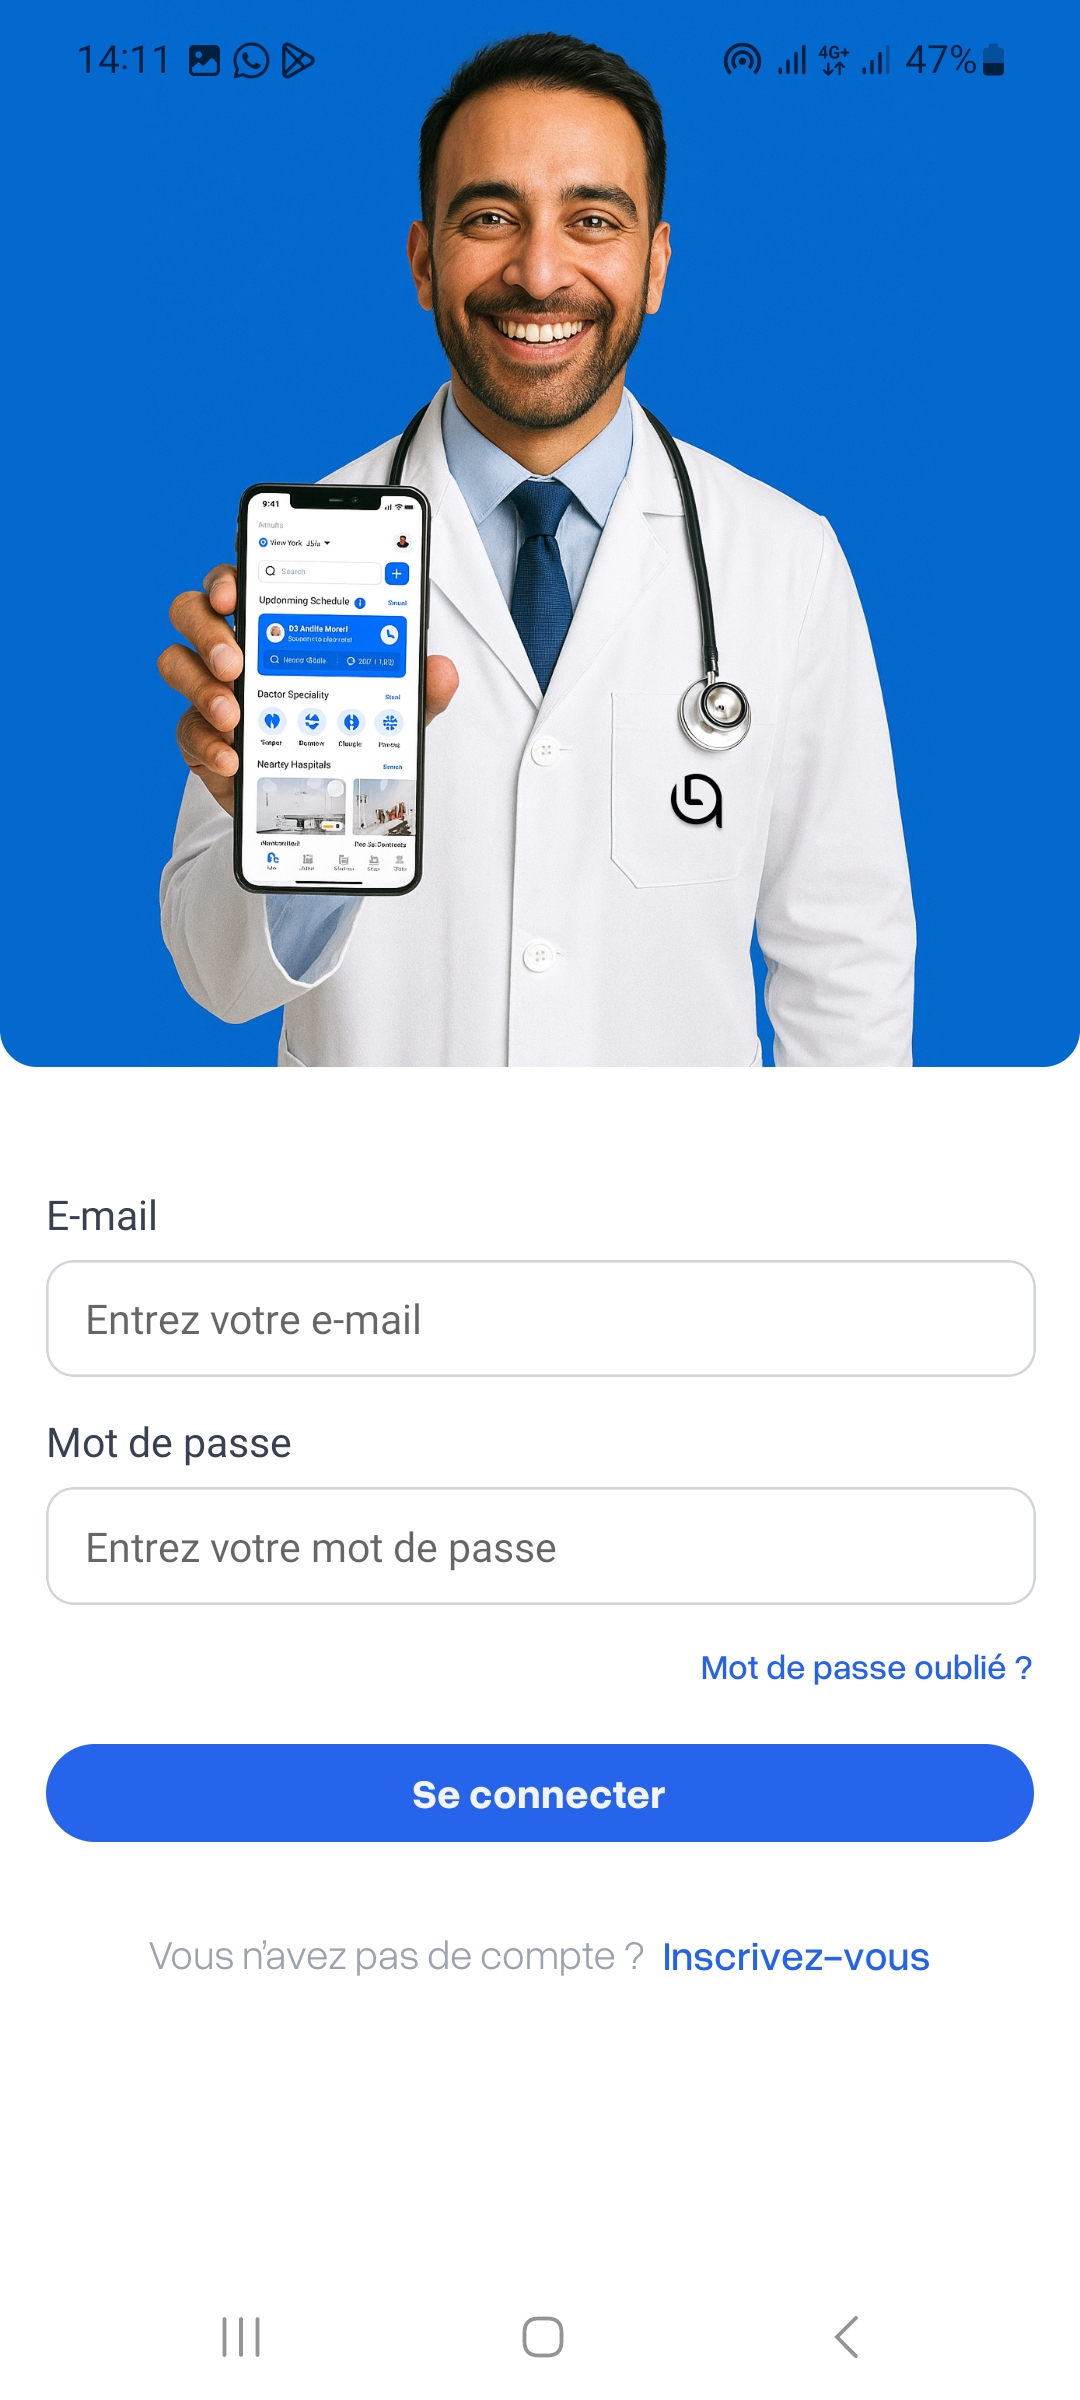 14:11
4G+
47%
9:41
View York
Search
Updonming Schedule
D3 Andite Morerl
Dactor Speciality
Neartey Haspitals
E-mail
Entrez votre e-mail
Mot de passe
Entrez votre mot de passe
Mot de passe oublié ?
Se connecter
Vous n'avez pas de compte ? Inscrivez-vous